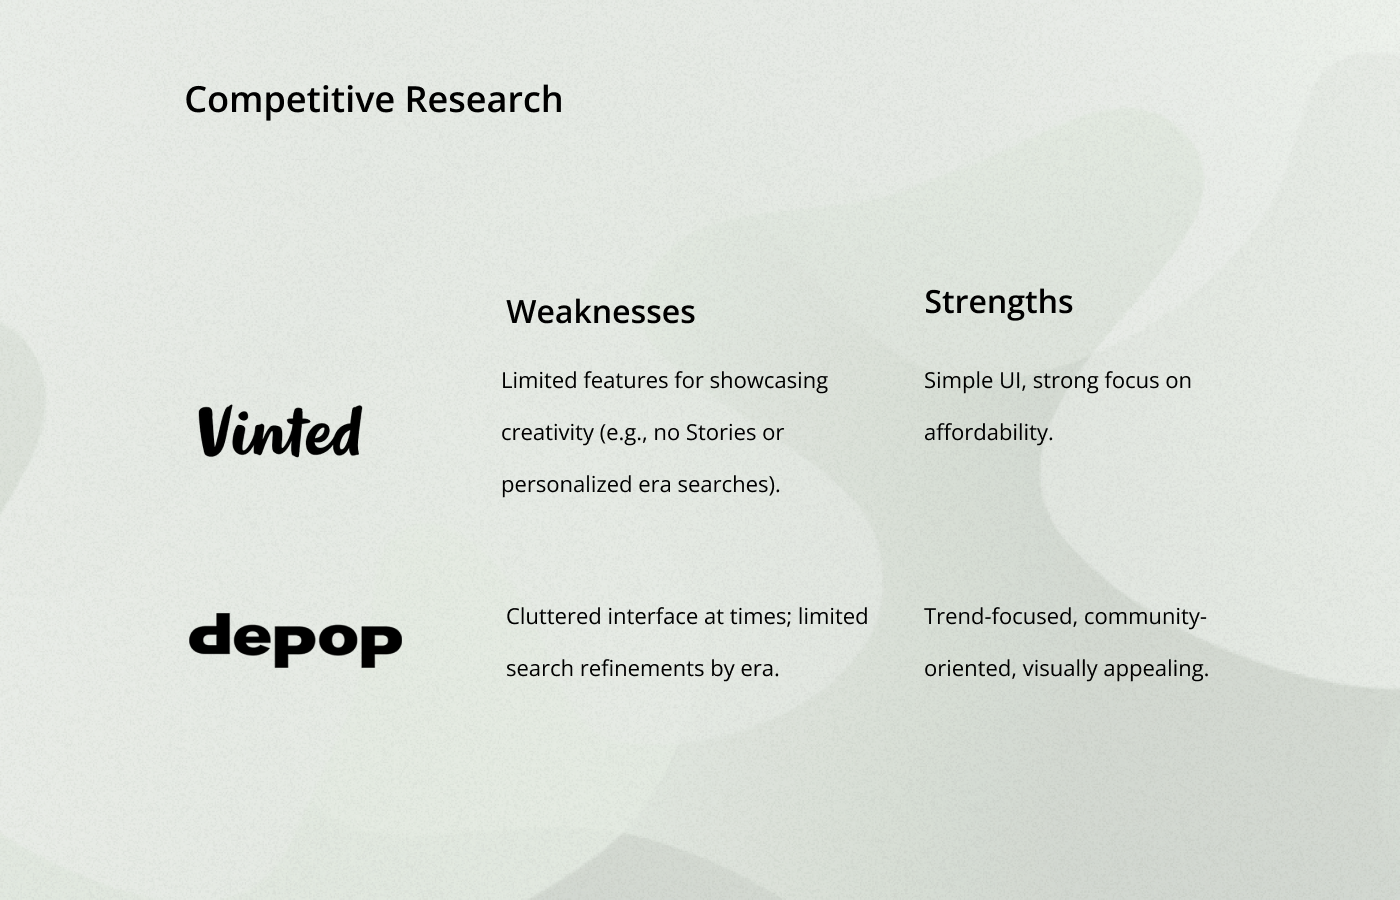 Competitive Research
Weaknesses
Strengths
Vinted
Limited features for showcasing
creativity (e.g., no Stories or
personalized era searches).
Simple UI, strong focus on
affordability.
depop
Cluttered interface at times; limited
search refinements by era.
Trend-focused, community-
oriented, visually appealing.